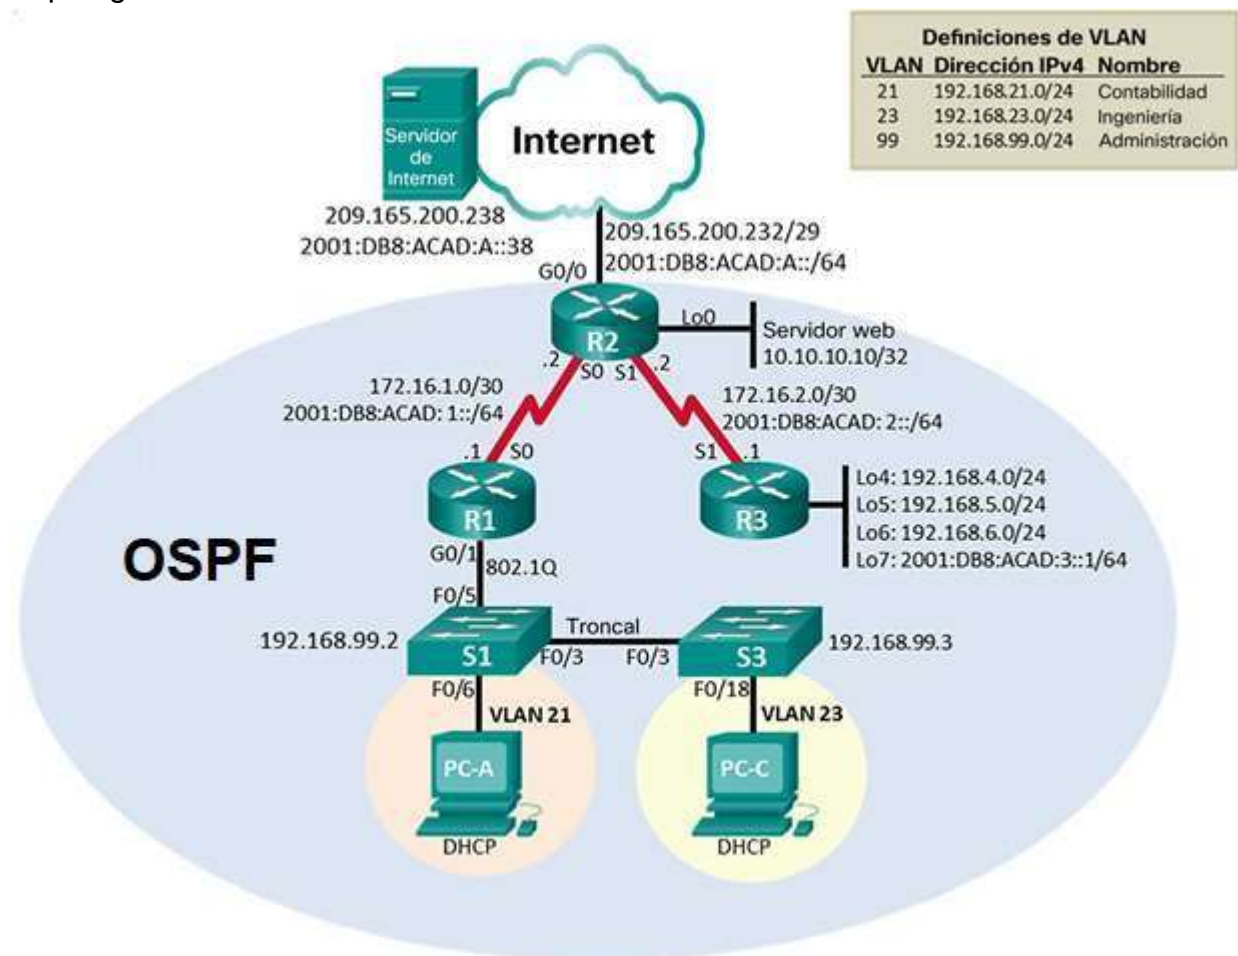 Definiciones de VLAN
VLAN Dirección IPv4 Nombre
21 192.168.21.0/24 Contabilidad
23 192.168.23.0/24 Ingeniería
99 192.168.99.0/24 Administración
Servidor
de
Internet
Internet
209.165.200.238
2001:DB8:ACAD:A::38
209.165.200.232/29
2001:DB8:ACAD:A::/64
G0/0
R2
Lo0
Servidor web
10.10.10.10/32
.2
S0
S1
.2
172.16.1.0/30
2001:DB8:ACAD: 1::/64
172.16.2.0/30
2001:DB8:ACAD: 2::/64
.1
S0
S1
.1
R1
R3
Lo4: 192.168.4.0/24
Lo5: 192.168.5.0/24
Lo6: 192.168.6.0/24
Lo7: 2001:DB8:ACAD:3::1/64
OSPF
G0/1
802.1Q
F0/5
192.168.99.2
S1
Troncal
F0/3
F0/3
S3
192.168.99.3
F0/6
VLAN 21
F0/18
VLAN 23
PC-A
DHCP
PC-C
DHCP